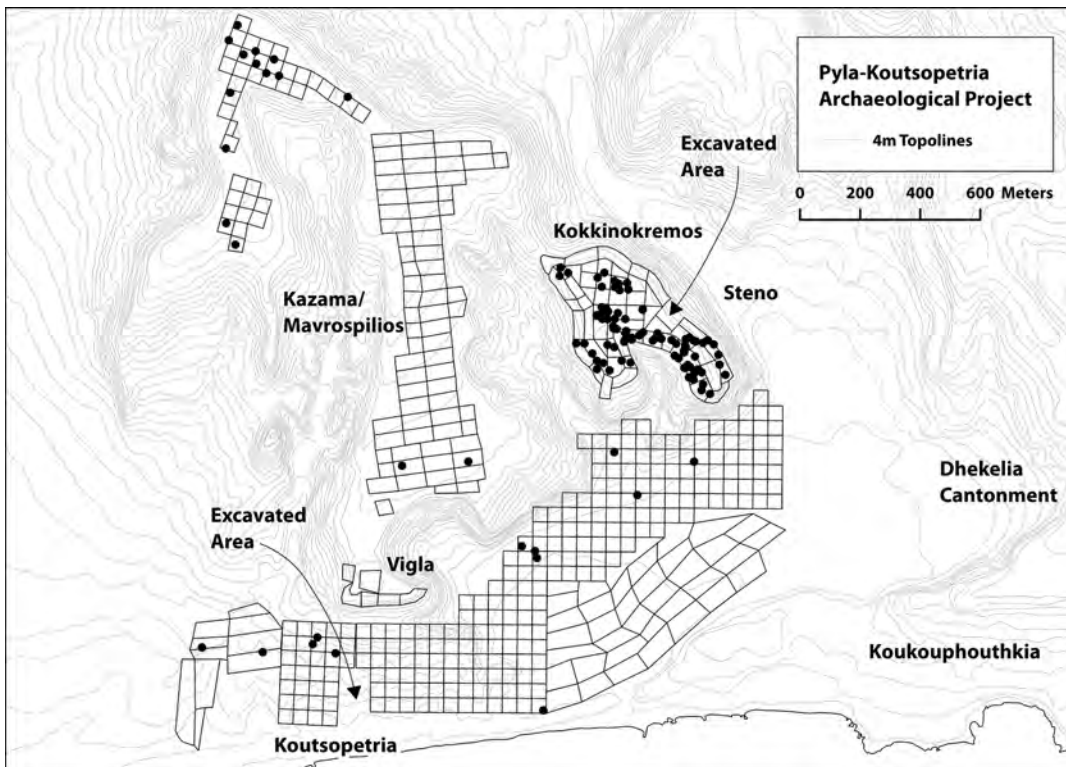 Pyla-Koutsopetria
Archaeological Project
4m Topolines
0 200 400 600 Meters
Excavated
Area
Kokkinokremos
Steno
Kazama/
Mavrospilios
Dhekelia
Cantonment
Excavated
Area
Vigla
Koukouphouthkia
Koutsopetria